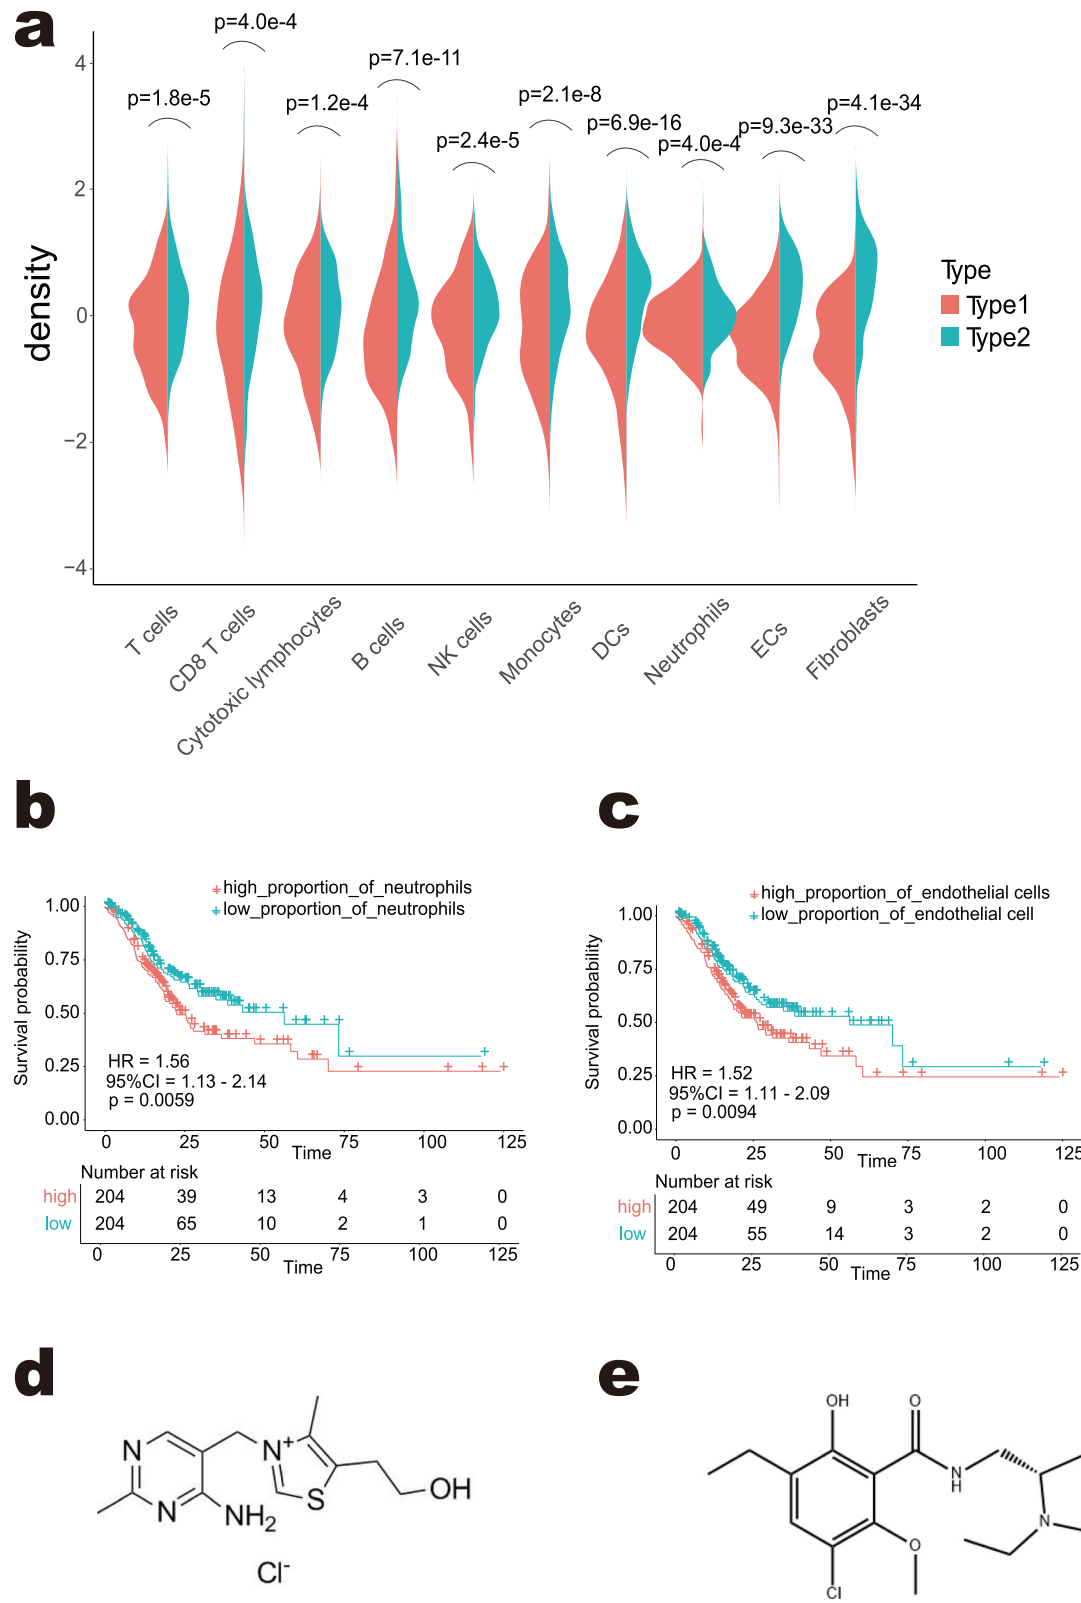 a
p=4.0e-4
p=7.1e-11
p=1.8e-5
p=1.2e-4
p=2.1e-8
p=4.1e-34
p=2.4e-5
p=6.9e-16
p=4.0e-4
p=9.3e-33
4
2
0
−2
−4
density
Type
Type1
Type2
T cells
CD8 T cells
Cytotoxic lymphocytes
B cells
NK cells
Monocytes
DCs
Neutrophils
ECs
Fibroblasts
b
high_proportion_of_neutrophils
low_proportion_of_neutrophils
Survival probability
1.00
0.75
0.50
0.25
0.00
HR = 1.56
95%CI = 1.13 - 2.14
p = 0.0059
0 25 50 75 100 125
Time
Number at risk
high 204 39 13 4 3 0
low 204 65 10 2 1 0
0 25 50 75 100 125
Time
c
high_proportion_of_endothelial cells
low_proportion_of_endothelial cell
Survival probability
1.00
0.75
0.50
0.25
0.00
HR = 1.52
95%CI = 1.11 - 2.09
p = 0.0094
0 25 50 75 100 125
Time
Number at risk
high 204 49 9 3 2 0
low 204 55 14 3 2 0
0 25 50 75 100 125
Time
d
N
N
NH2
N+
S
OH
Cl-
e
OH
O
N
H
N
O
Cl